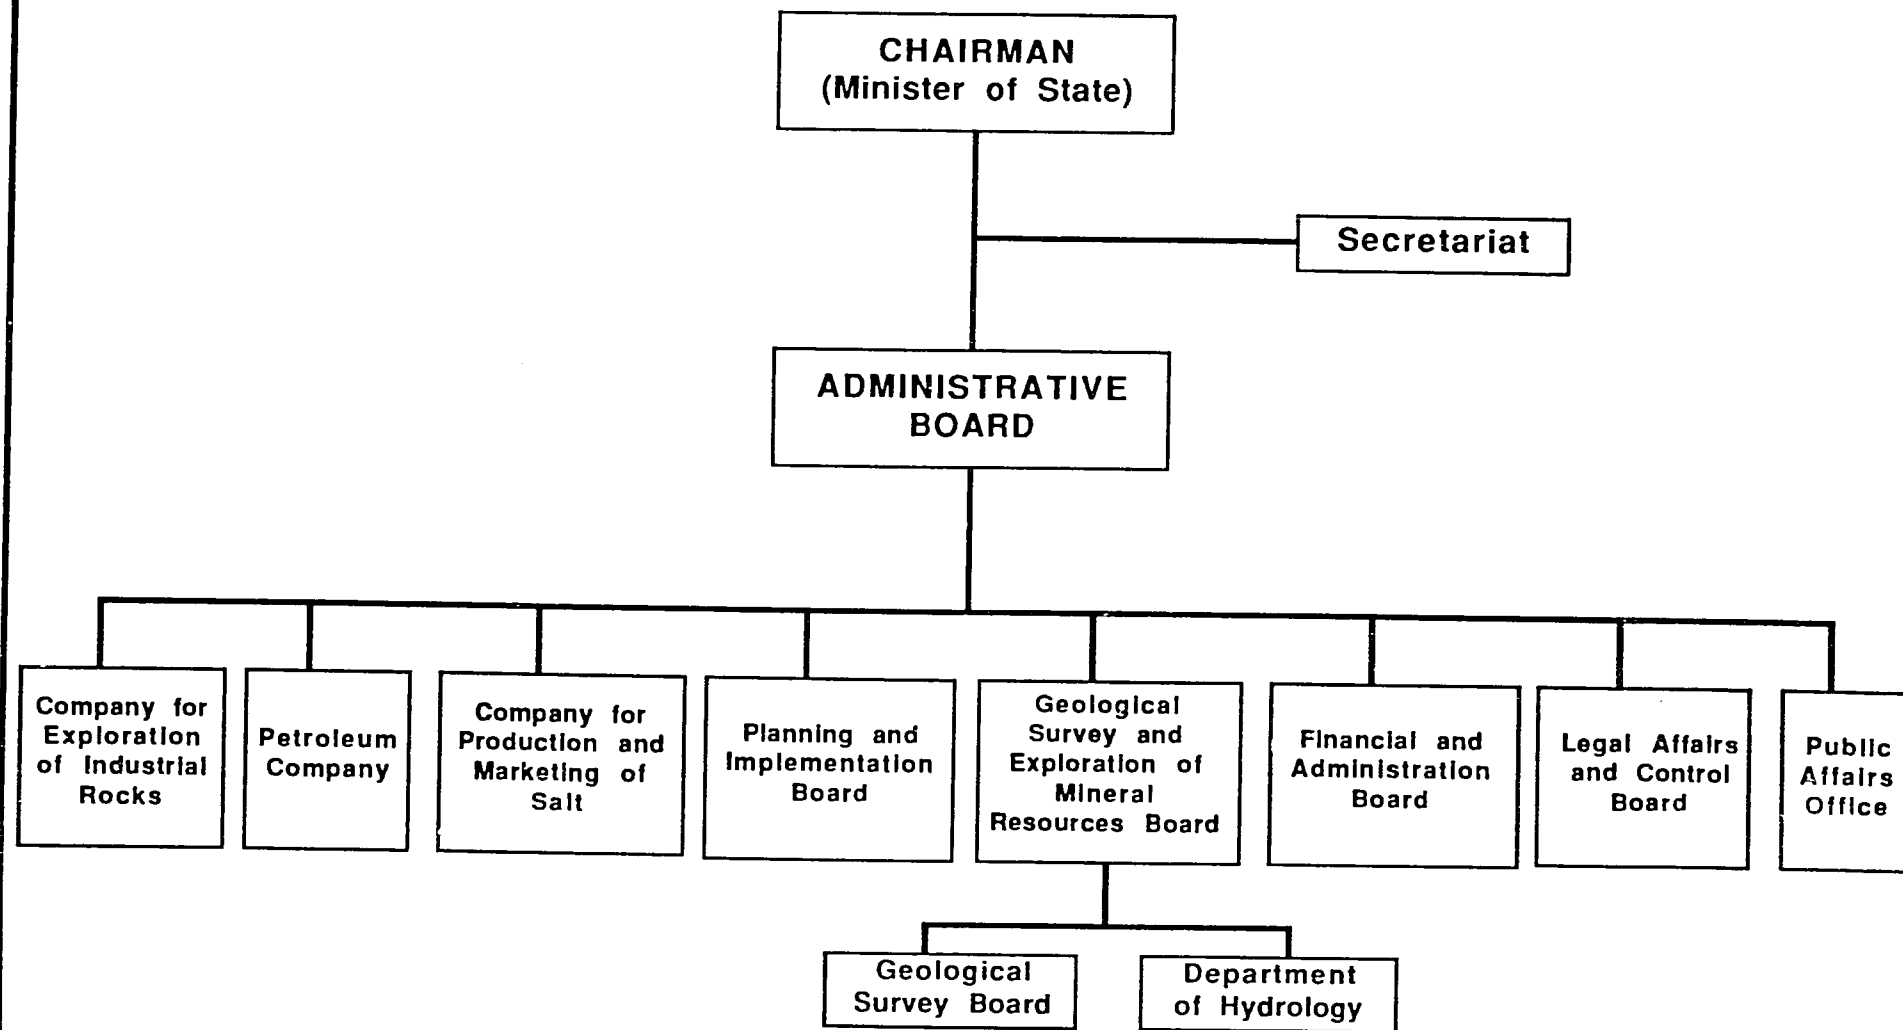 CHAIRMAN
(Minister of State)
Secretariat
ADMINISTRATIVE
BOARD
Company for
Exploration
of Industrial
Rocks
Petroleum
Company
Company for
Production and
Marketing of
Salt
Planning and
Implementation
Board
Geological
Survey and
Exploration of
Mineral
Resources Board
Financial and
Administration
Board
Legal Affairs
and Control
Board
Public
Affairs
Office
Geological
Survey Board
Department
of Hydrology